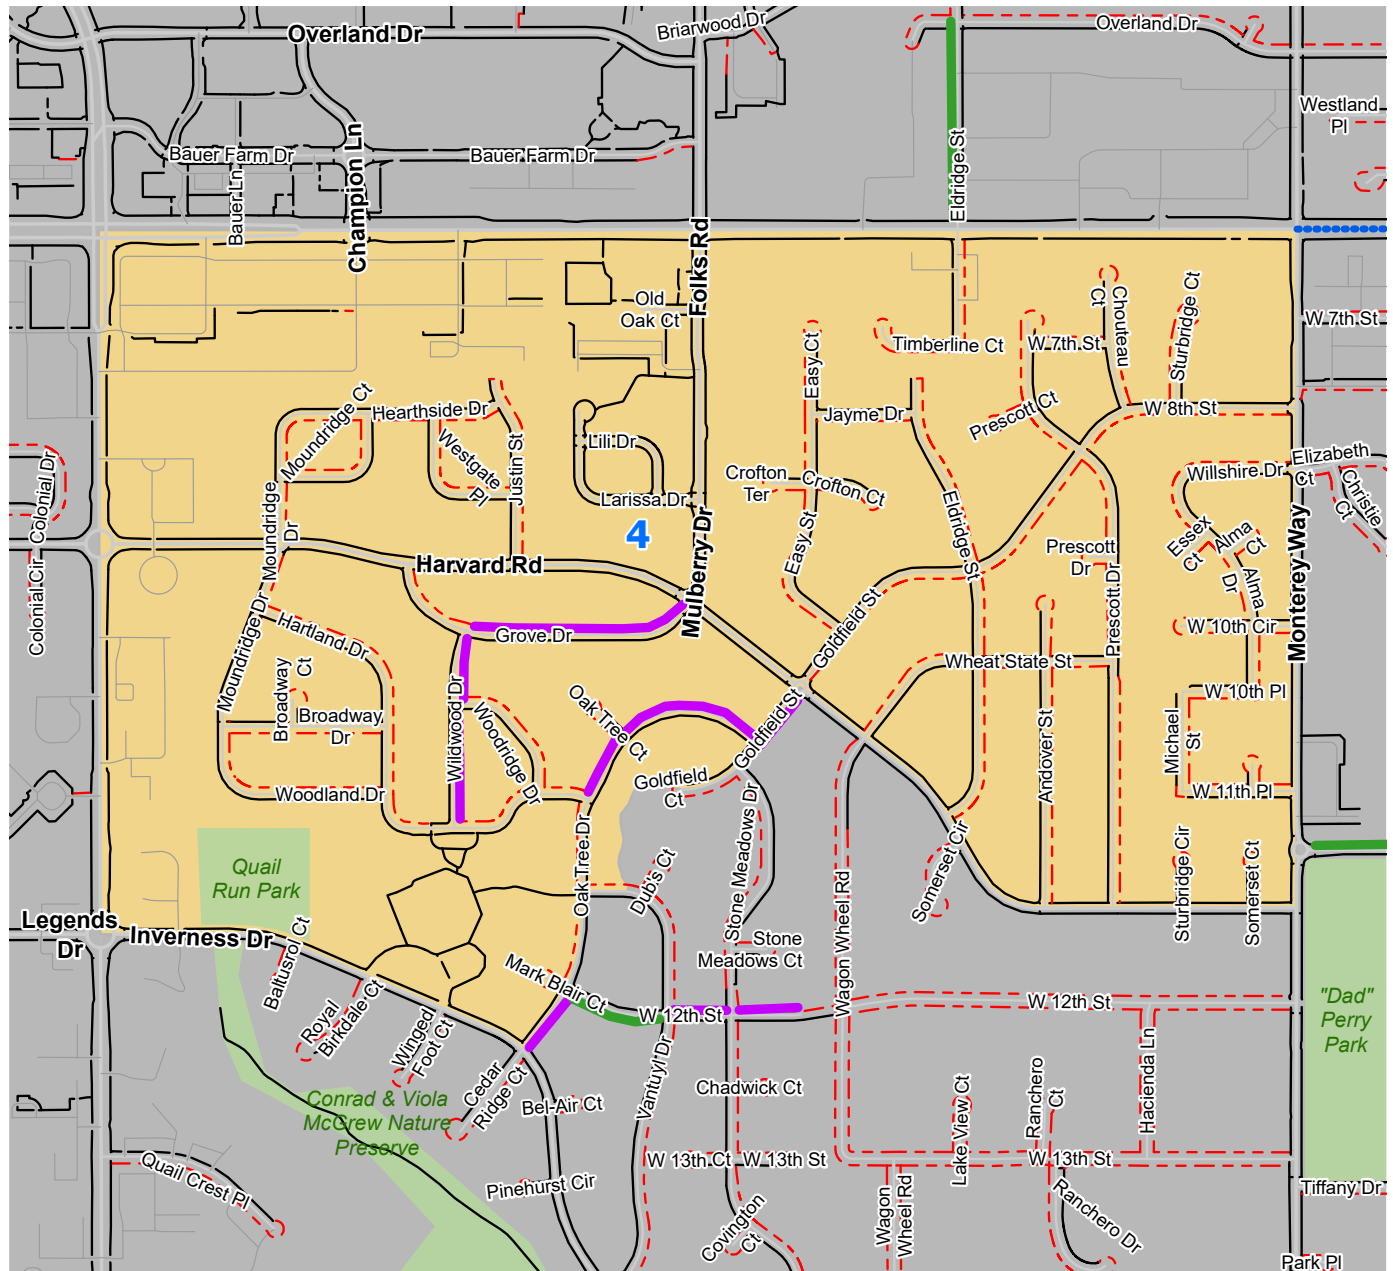 Overland Dr
Briarwood Dr
Overland Dr
Westland
Pl
Bauer Farm Dr
Champion Ln
Bauer Farm Dr
Bauer Ln
Eldridge St
Folks Rd
Old
Oak Ct
Chouteau
Ct
Sturbridge Ct
W 7th St
Easy Ct
Timberline Ct
W 7th St
Moundridge Ct
Hearthside Dr
Westgate
Pl
Justin St
Lili Dr
Larissa Dr
Jayme Dr
Prescott Ct
W 8th St
Crofton
Ter
Crofton Ct
Willshire Dr
Elizabeth
Ct
Christie
Ct
Colonial Dr
Colonial Cir
Moundridge
Dr
4
Harvard Rd
Mulberry Dr
Easy St
Eldridge St
Prescott
Dr
Prescott Dr
Essex
Ct
Alma
Ct
Alma
Dr
Monterey Way
Moundridge Dr
Hartland Dr
Grove Dr
Goldfield St
W 10th Cir
Wheat State St
Broadway
Ct
Broadway
Dr
Wildwood Dr
Woodridge Dr
Oak Tree Ct
Goldfield St
W 10th Pl
Michael
St
Andover St
Woodland Dr
Goldfield
Ct
W 11th Pl
Quail
Run Park
Oak Tree Dr
Dub's Ct
Stone Meadows Dr
Wagon Wheel Rd
Somerset Cir
Sturbridge Cir
Somerset Ct
Legends
Dr
Inverness Dr
Baltusrol Ct
Royal
Birkdale Ct
Winged
Foot Ct
Cedar
Ridge Ct
Mark Blair Ct
Stone
Meadows Ct
W 12th St
W 12th St
"Dad"
Perry
Park
Conrad & Viola
McGrew Nature
Preserve
Bel-Air Ct
Vantuyl Dr
Chadwick Ct
Lake View Ct
Ranchero
Ct
Hacienda Ln
W 13th Ct
W 13th St
W 13th St
Quail Crest Pl
Pinehurst Cir
Covington
Ct
Wagon
Wheel Rd
Ranchero Dr
Tiffany Dr
Park Pl